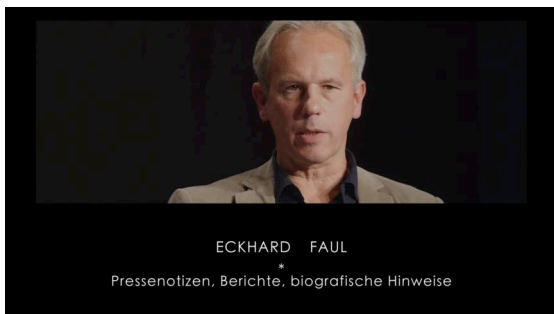 ECKHARD FAUL
*
Pressenotizen, Berichte, biografische Hinweise